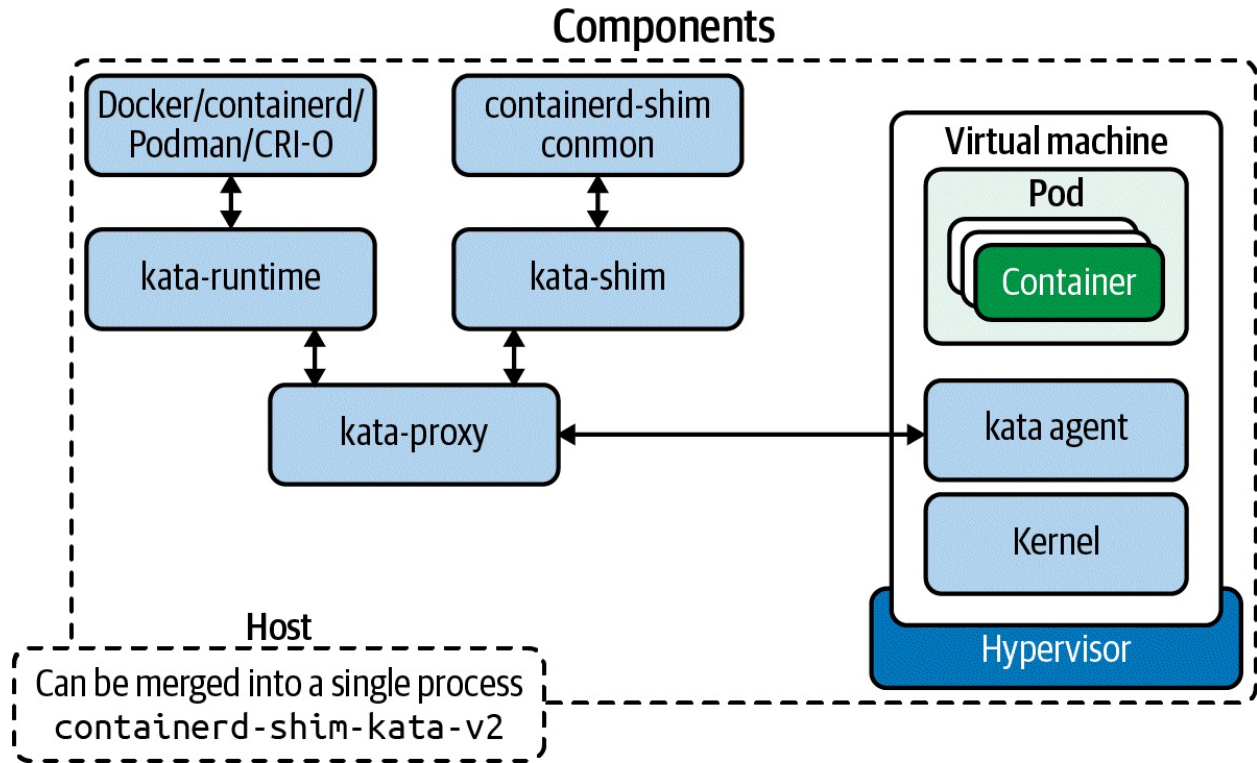 Components
Docker/containerd/
Podman/CRI-O
containerd-shim
conmon
kata-runtime
kata-shim
kata-proxy
Virtual machine
Pod
Container
kata agent
Kernel
Hypervisor
Host
Can be merged into a single process
containerd-shim-kata-v2